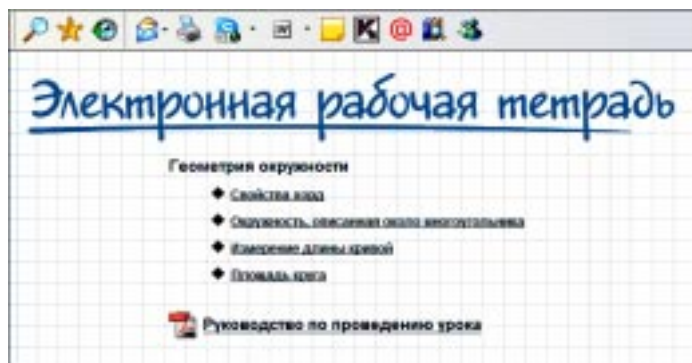 Электронная рабочая тетрадь
Геометрия окружности
Свойства хорд
Окружность, описанная около многоугольника
Измерение длины кривой
Площадь круга
Руководство по проведению урока